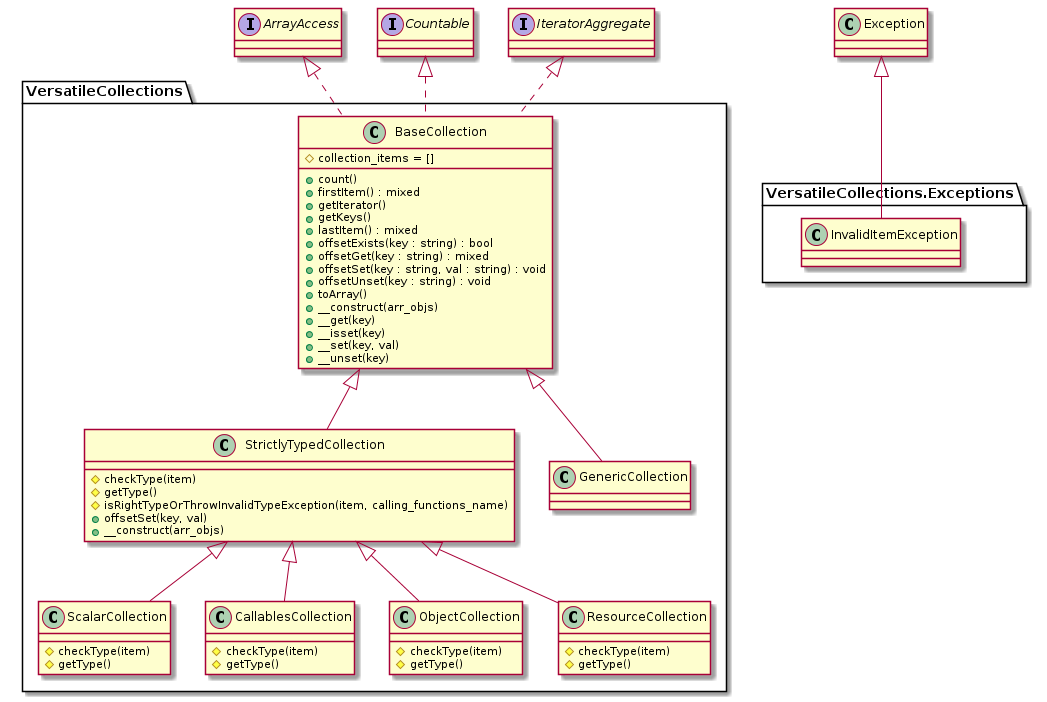 I ArrayAccess
I Countable
I IteratorAggregate
C Exception
VersatileCollections
C BaseCollection
collection_items = []
count()
firstItem() : mixed
getIterator()
getKeys()
lastItem() : mixed
offsetExists(key : string) : bool
offsetGet(key : string) : mixed
offsetSet(key : string, val : string) : void
offsetUnset(key : string) : void
toArray()
__construct(arr_objs)
__get(key)
__isset(key)
__set(key, val)
__unset(key)
VersatileCollections.Exceptions
C InvalidItemException
C StrictlyTypedCollection
checkType(item)
getType()
isRightTypeOrThrowInvalidTypeException(item, calling_functions_name)
offsetSet(key, val)
__construct(arr_objs)
C GenericCollection
C ScalarCollection
checkType(item)
getType()
C CallablesCollection
checkType(item)
getType()
C ObjectCollection
checkType(item)
getType()
C ResourceCollection
checkType(item)
getType()